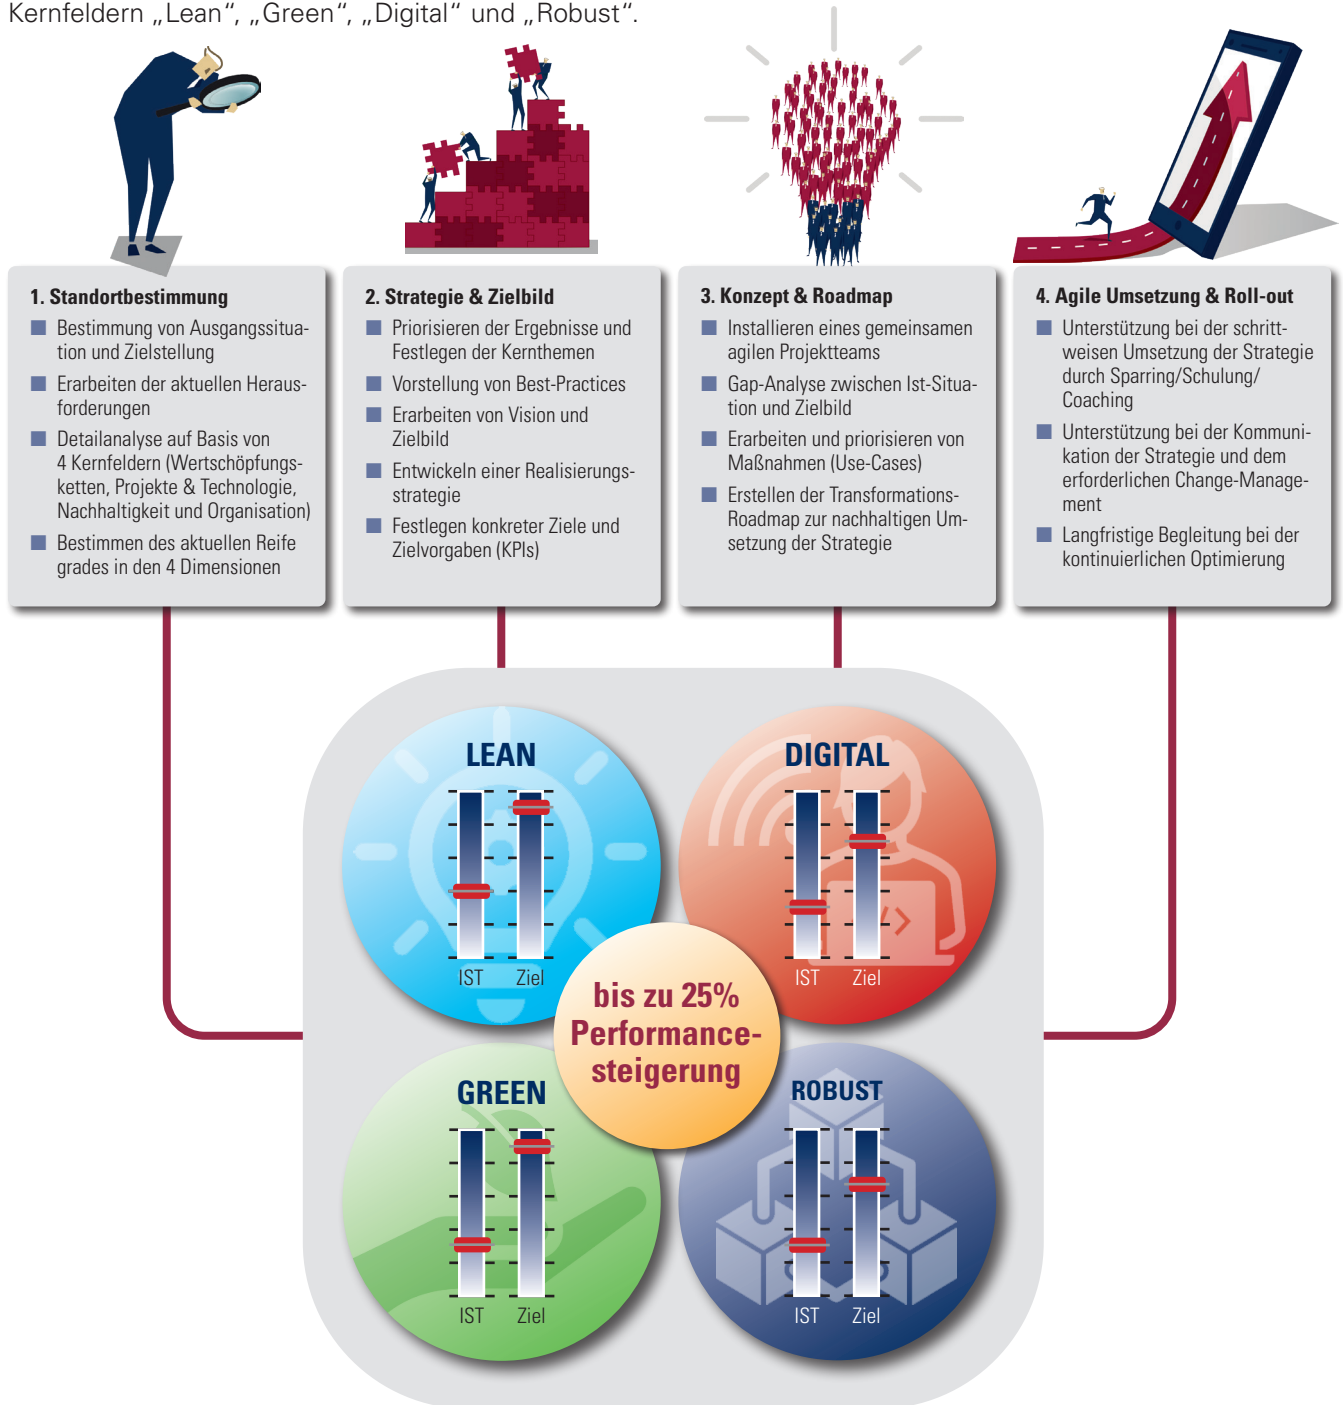 Kernfeldern „Lean“, „Green“, „Digital“ und „Robust“.
1. Standortbestimmung
Bestimmung von Ausgangssitua-
tion und Zielstellung
Erarbeiten der aktuellen Heraus-
forderungen
Detailanalyse auf Basis von
4 Kernfeldern (Wertschöpfungs-
ketten, Projekte & Technologie,
Nachhaltigkeit und Organisation)
Bestimmen des aktuellen Reife
grades in den 4 Dimensionen
2. Strategie & Zielbild
Priorisieren der Ergebnisse und
Festlegen der Kernthemen
Vorstellung von Best-Practices
Erarbeiten von Vision und
Zielbild
Entwickeln einer Realisierungs-
strategie
Festlegen konkreter Ziele und
Zielvorgaben (KPIs)
3. Konzept & Roadmap
Installieren eines gemeinsamen
agilen Projektteams
Gap-Analyse zwischen Ist-Situa-
tion und Zielbild
Erarbeiten und priorisieren von
Maßnahmen (Use-Cases)
Erstellen der Transformations-
Roadmap zur nachhaltigen Um-
setzung der Strategie
4. Agile Umsetzung & Roll-out
Unterstützung bei der schritt-
weisen Umsetzung der Strategie
durch Sparring/Schulung/
Coaching
Unterstützung bei der Kommuni-
kation der Strategie und dem
erforderlichen Change-Manage-
ment
Langfristige Begleitung bei der
kontinuierlichen Optimierung
LEAN
IST Ziel
DIGITAL
</>
IST Ziel
bis zu 25%
Performance-
steigerung
GREEN
IST Ziel
ROBUST
IST Ziel